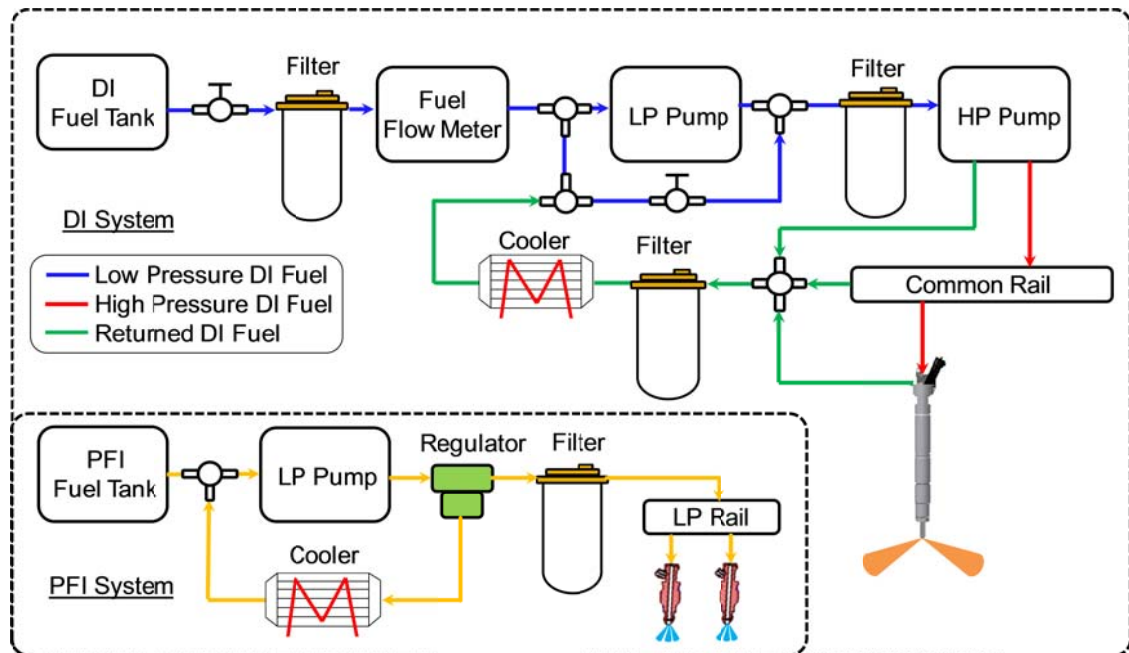 DI
Fuel Tank
Filter
Fuel
Flow Meter
LP Pump
Filter
HP Pump
DI System
Low Pressure DI Fuel
High Pressure DI Fuel
Returned DI Fuel
Cooler
Filter
Common Rail
PFI
Fuel Tank
LP Pump
Regulator
Filter
LP Rail
Cooler
PFI System